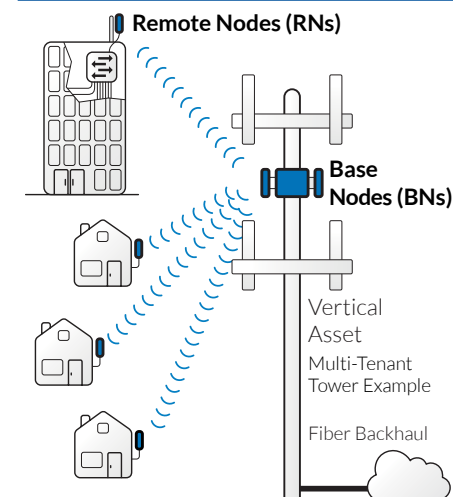 Remote Nodes (RNs)
Base
Nodes (BNs)
Vertical
Asset
Multi-Tenant
Tower Example
Fiber Backhaul